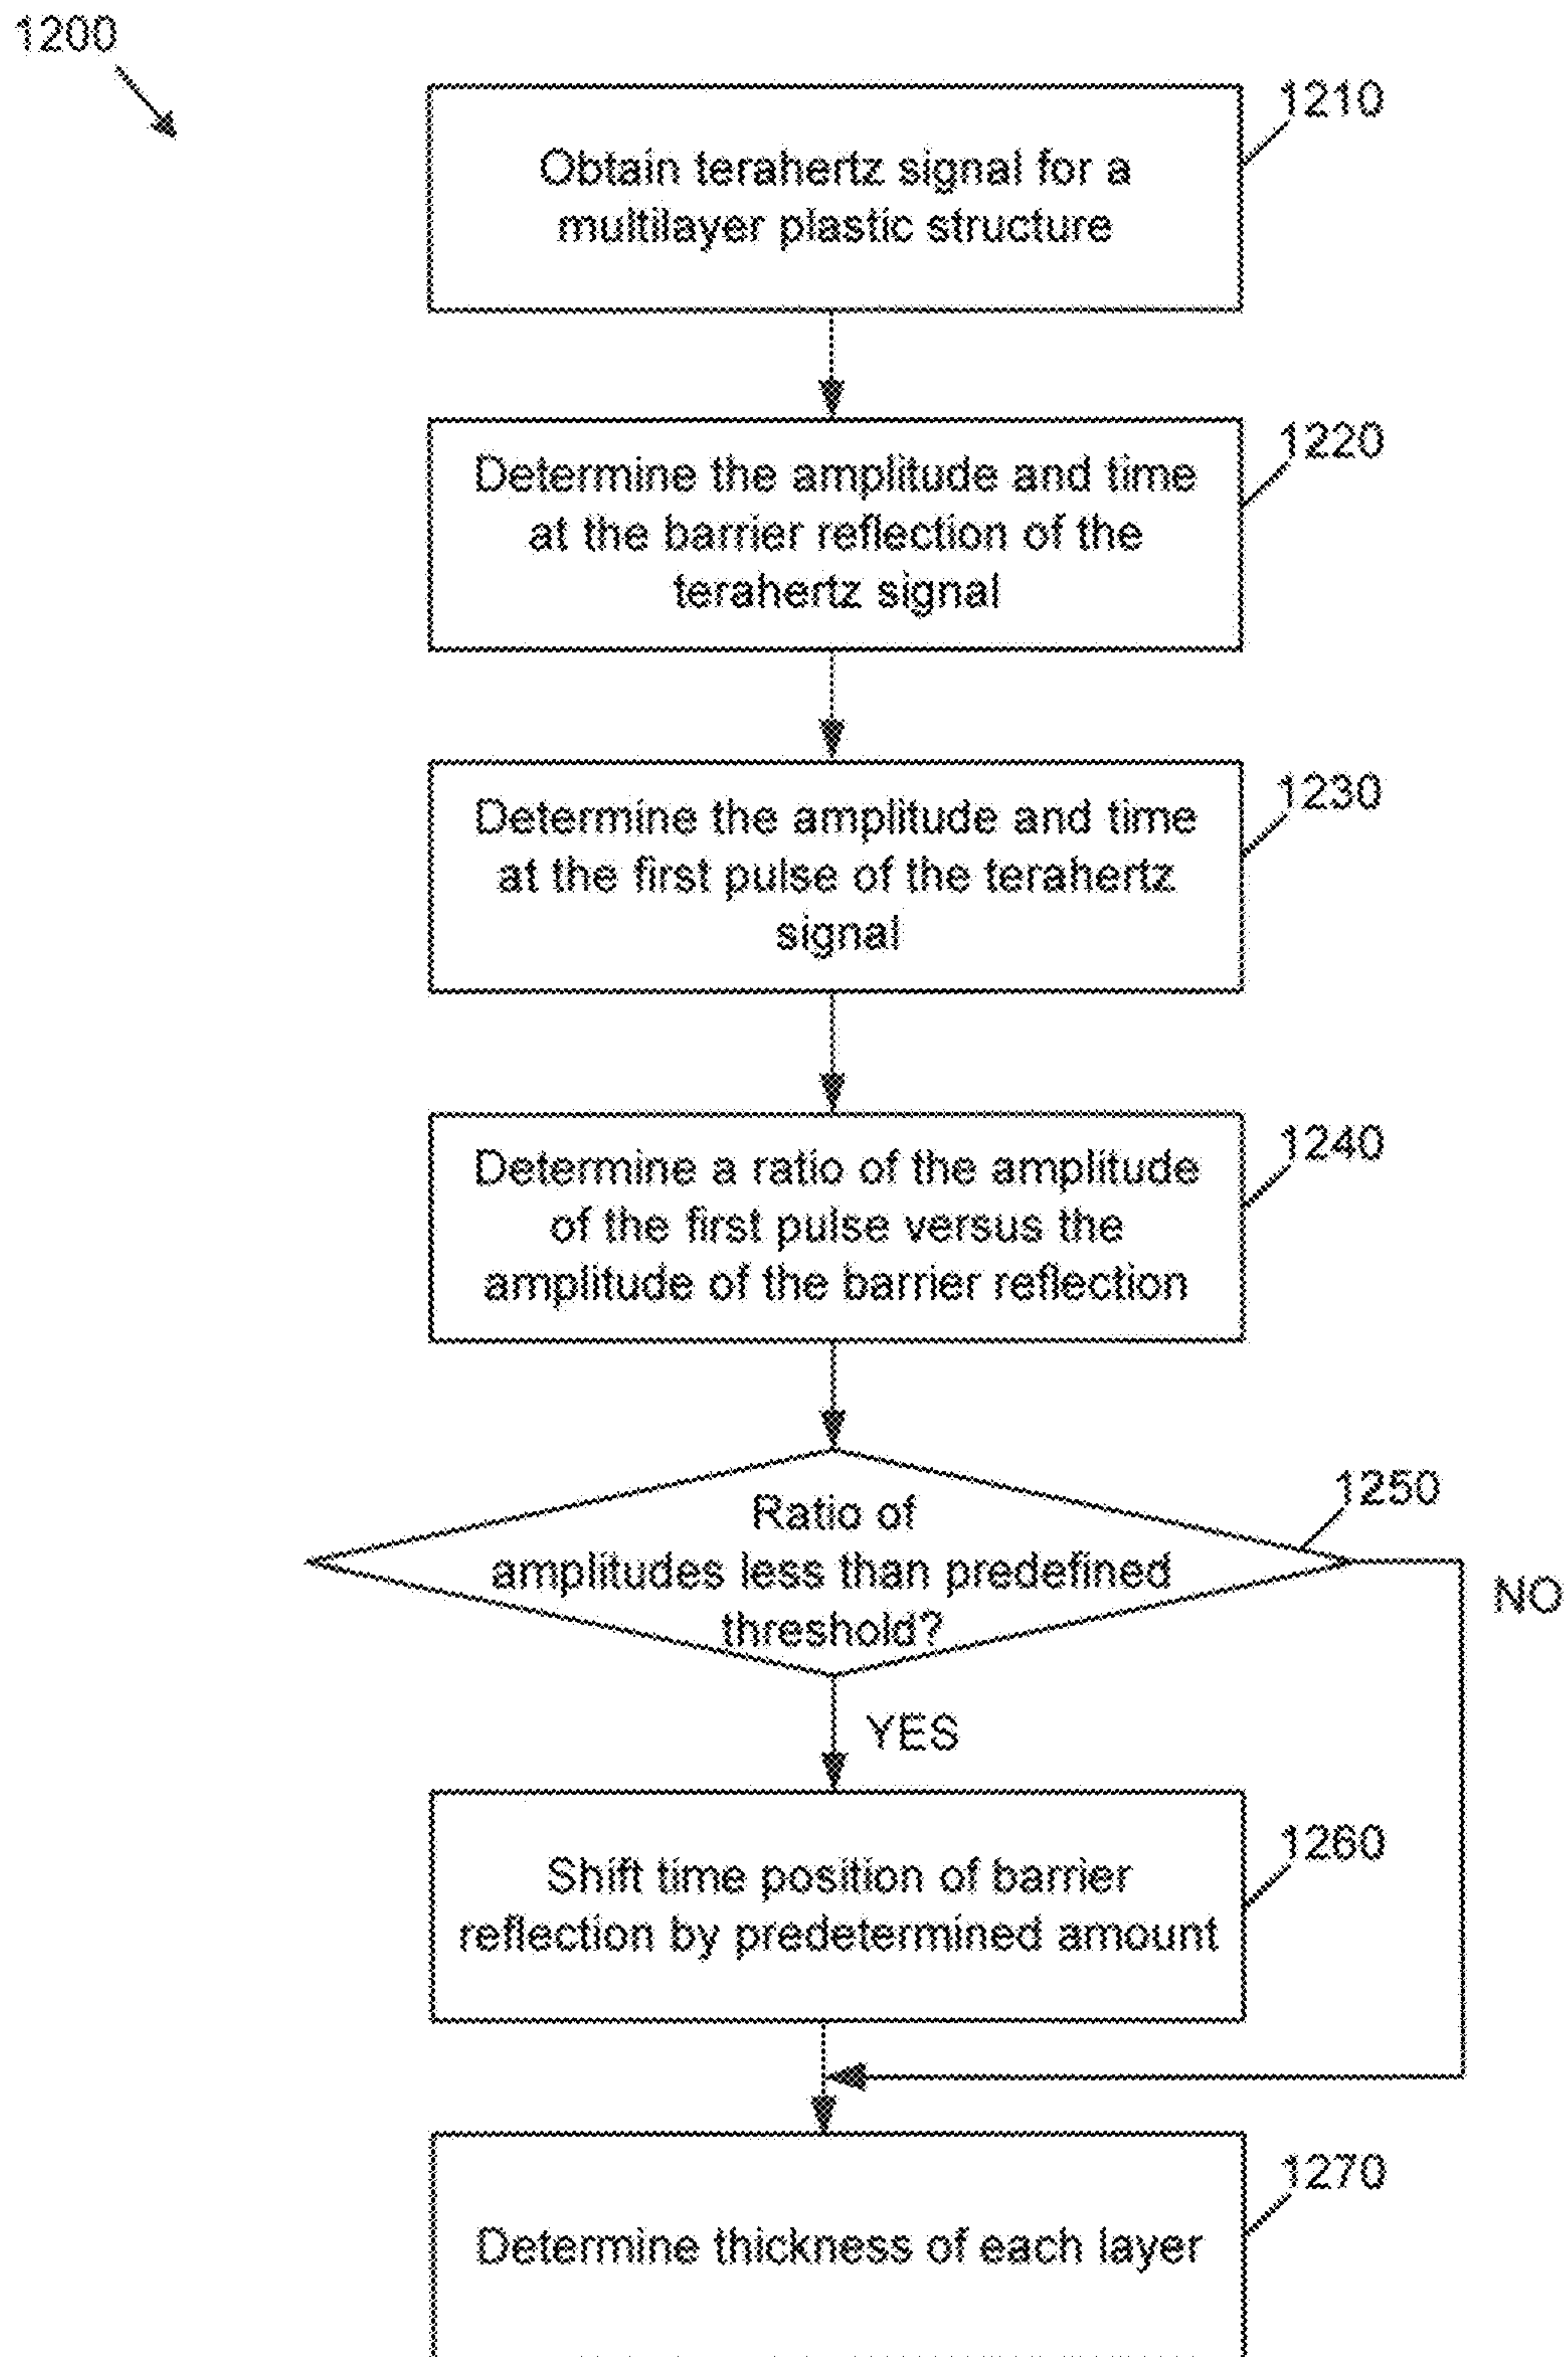 1200
1210
Obtain terahertz signal for a
multilayer plastic structure
1220
Determine the amplitude and time
at the barrier reflection of the
terahertz signal
1230
Determine the amplitude and time
at the first pulse of the terahertz
signal
1240
Determine a ratio of the amplitude
of the first pulse versus the
amplitude of the barrier reflection
1250
Ratio of
amplitudes less than predefined
threshold?
NO
YES
1260
Shift time position of barrier
reflection by predetermined amount
1270
Determine thickness of each layer